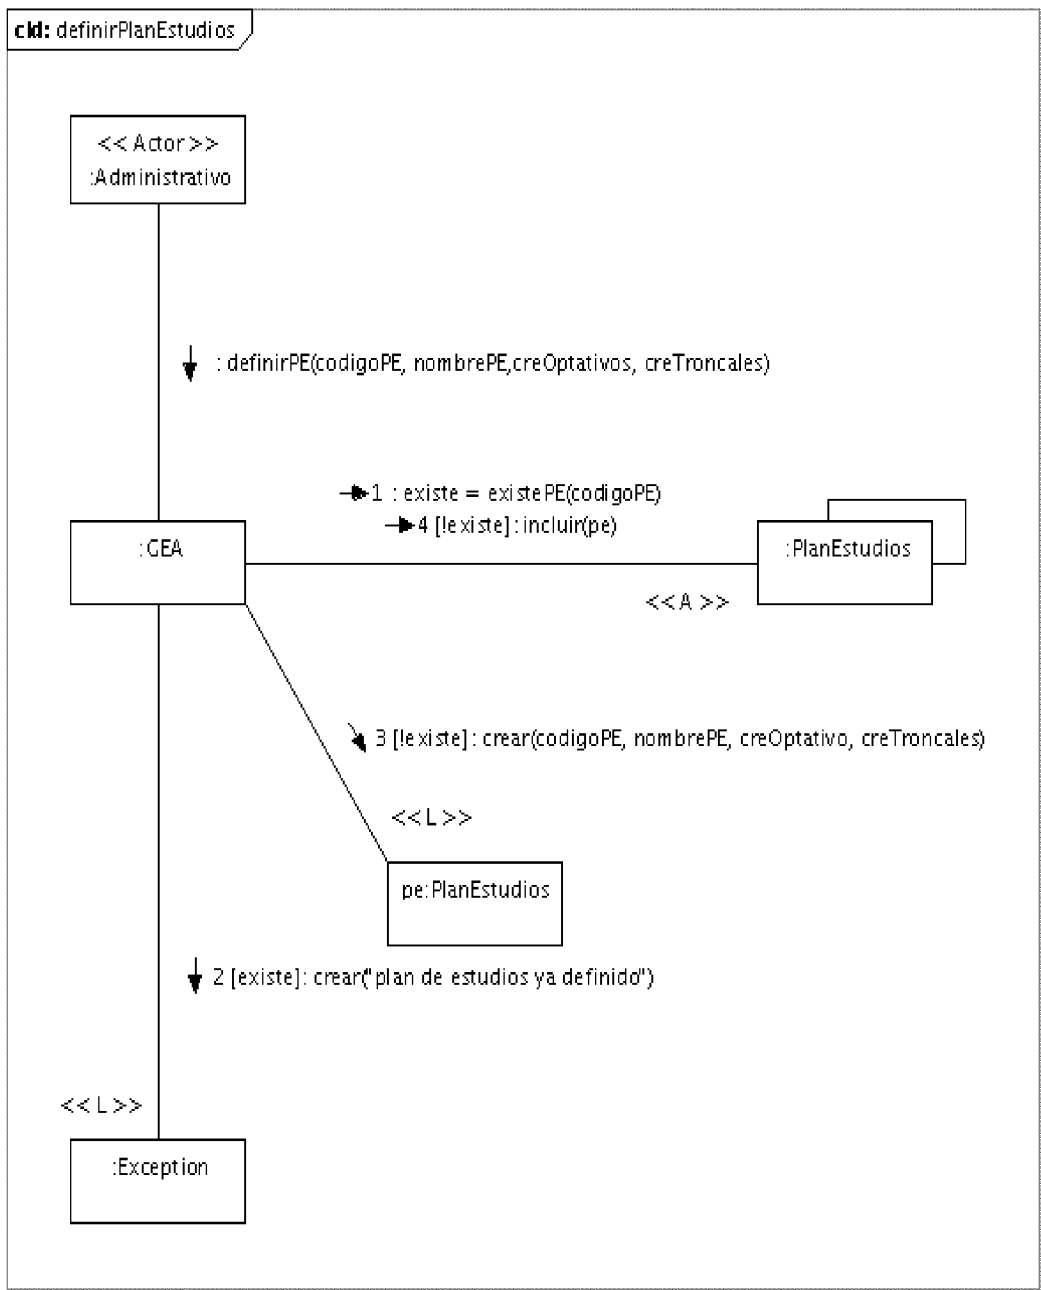 cld: definirPlanEstudios
<< Actor >>
:Administrativo
: definirPE(codigoPE, nombrePE,creOptativos, creTroncales)
1 : existe = existePE(codigoPE)
4 [!existe] : incluir(pe)
:GEA
:PlanEstudios
<< A >>
3 [!existe] : crear(codigoPE, nombrePE, creOptativo, creTroncales)
<< L >>
pe:PlanEstudios
2 [existe]: crear("plan de estudios ya definido")
<< L >>
:Exception